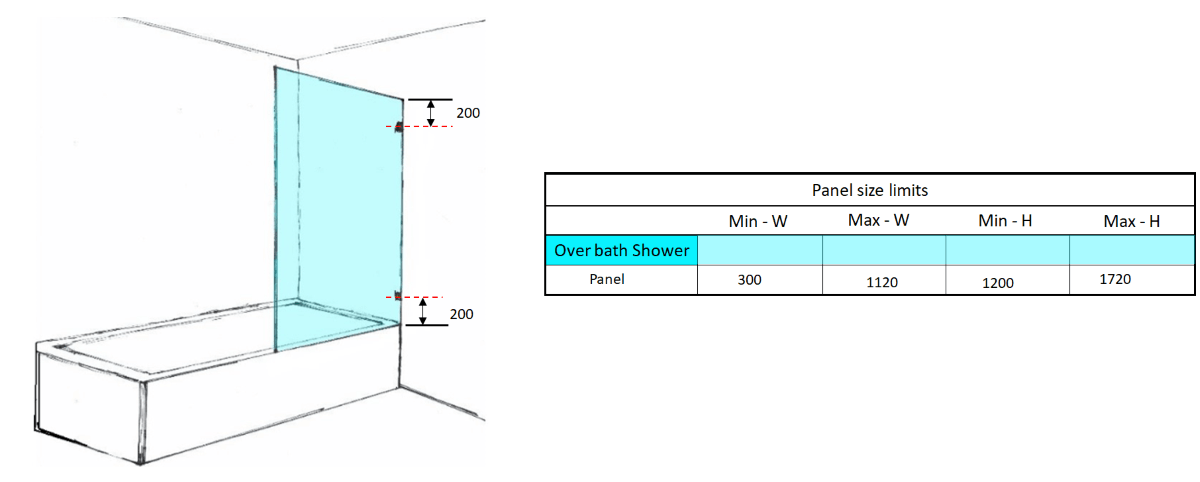 200
200
Panel size limits
Min - W Max - W Min - H Max - H
Over bath Shower
Panel 300 1120 1200 1720